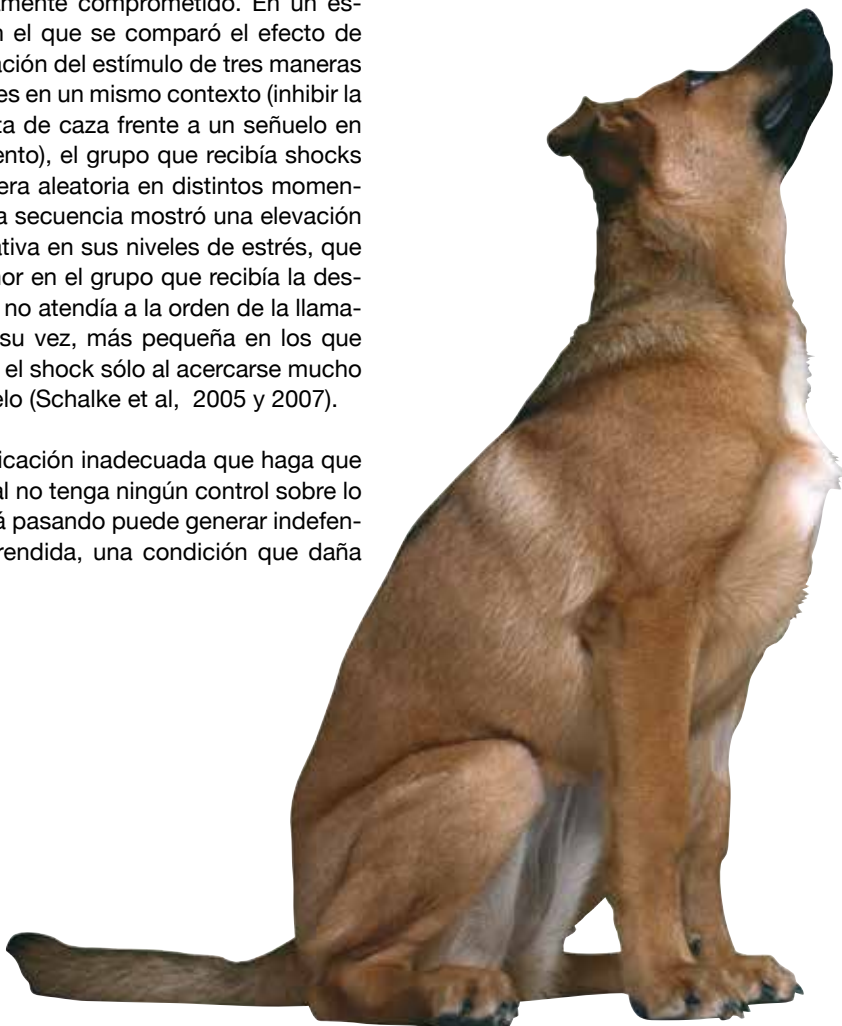 amente comprometido. En un es-
n el que se comparó el efecto de
ación del estímulo de tres maneras
es en un mismo contexto (inhibir la
ta de caza frente a un señuelo en
ento), el grupo que recibía shocks
era aleatoria en distintos momen-
a secuencia mostró una elevación
ativa en sus niveles de estrés, que
nor en el grupo que recibía la des-
no atendía a la orden de la llama-
su vez, más pequeña en los que
el shock sólo al acercarse mucho
elo (Schalke et al, 2005 y 2007).
icación inadecuada que haga que
al no tenga ningún control sobre lo
á pasando puede generar indefen-
rendida, una condición que daña